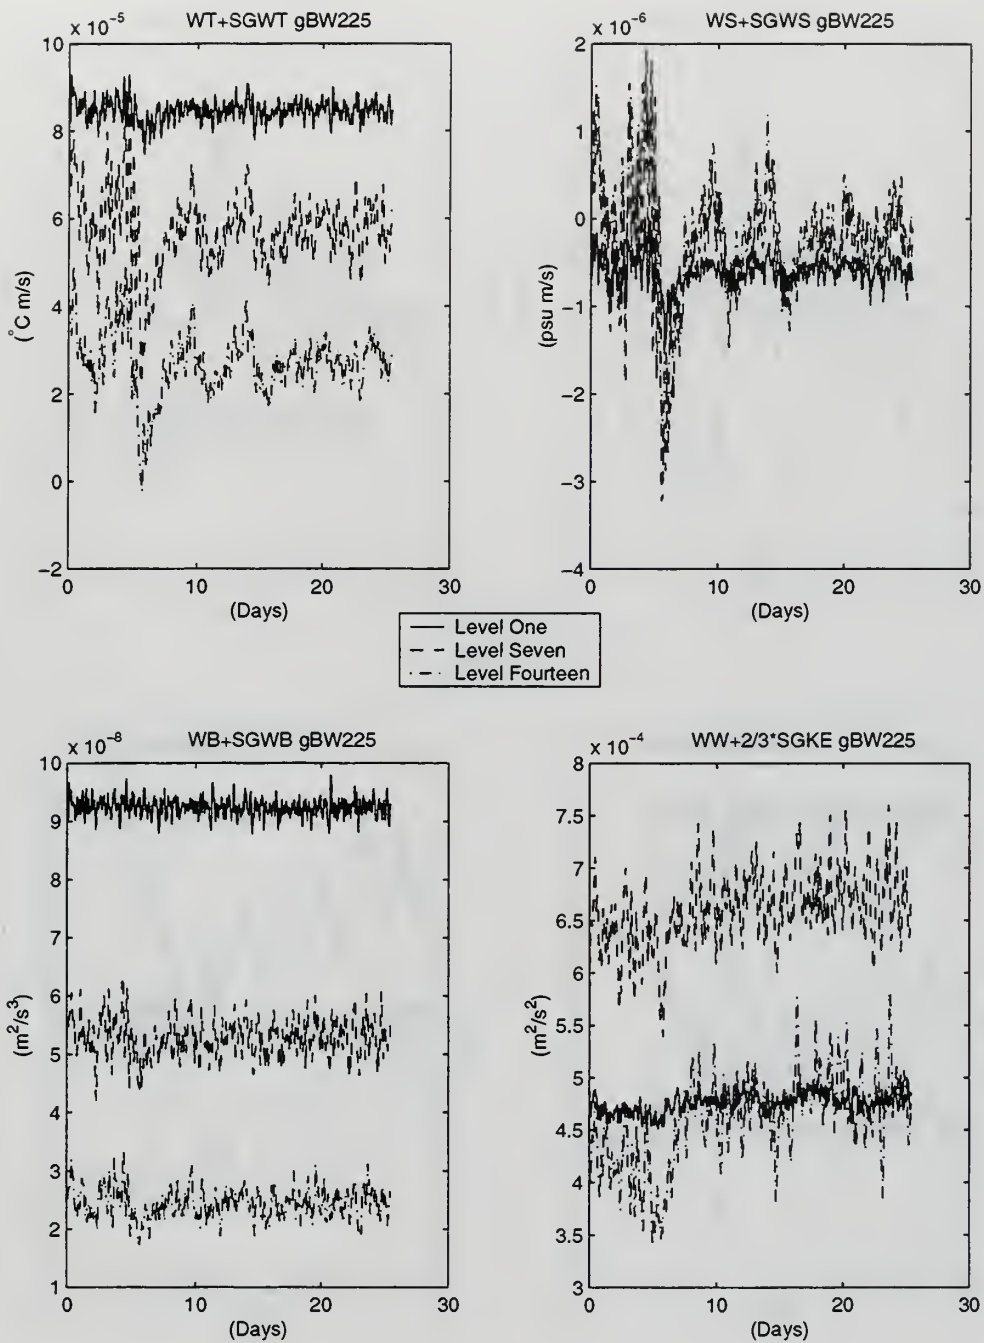 x 10⁻⁵ WT+SGWT gBW225
10
8
6
4
2
0
−2
(°C m/s)
0 10 20 30
(Days)
x 10⁻⁶ WS+SGWS gBW225
2
1
0
−1
−2
−3
−4
(psu m/s)
0 10 20 30
(Days)
Level One
Level Seven
Level Fourteen
x 10⁻⁸ WB+SGWB gBW225
10
9
8
7
6
5
4
3
2
1
(m²/s³)
0 10 20 30
(Days)
x 10⁻⁴ WW+2/3*SGKE gBW225
8
7.5
7
6.5
6
5.5
5
4.5
4
3.5
3
(m²/s²)
0 10 20 30
(Days)